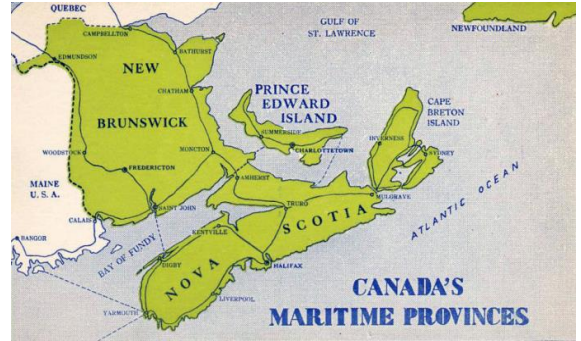 QUEBEC
GULF OF
ST. LAWRENCE
NEWFOUNDLAND
CAMPBELLTON
EDMUNDSON
BATHURST
NEW
CHATHAM
PRINCE
EDWARD
ISLAND
CAPE
BRETON
ISLAND
BRUNSWICK
SUMMERSIDE
CHARLOTTETOWN
INVERNESS
SYDNEY
WOODSTOCK
MONCTON
FREDERICTON
AMHERST
MAINE
U.S.A.
MULGRAVE
SAINT JOHN
TRURO
CALAIS
SCOTIA
ATLANTIC OCEAN
KENTVILLE
BANGOR
BAY OF FUNDY
DIGBY
HALIFAX
NOVA
LIVERPOOL
YARMOUTH
CANADA'S
MARITIME PROVINCES